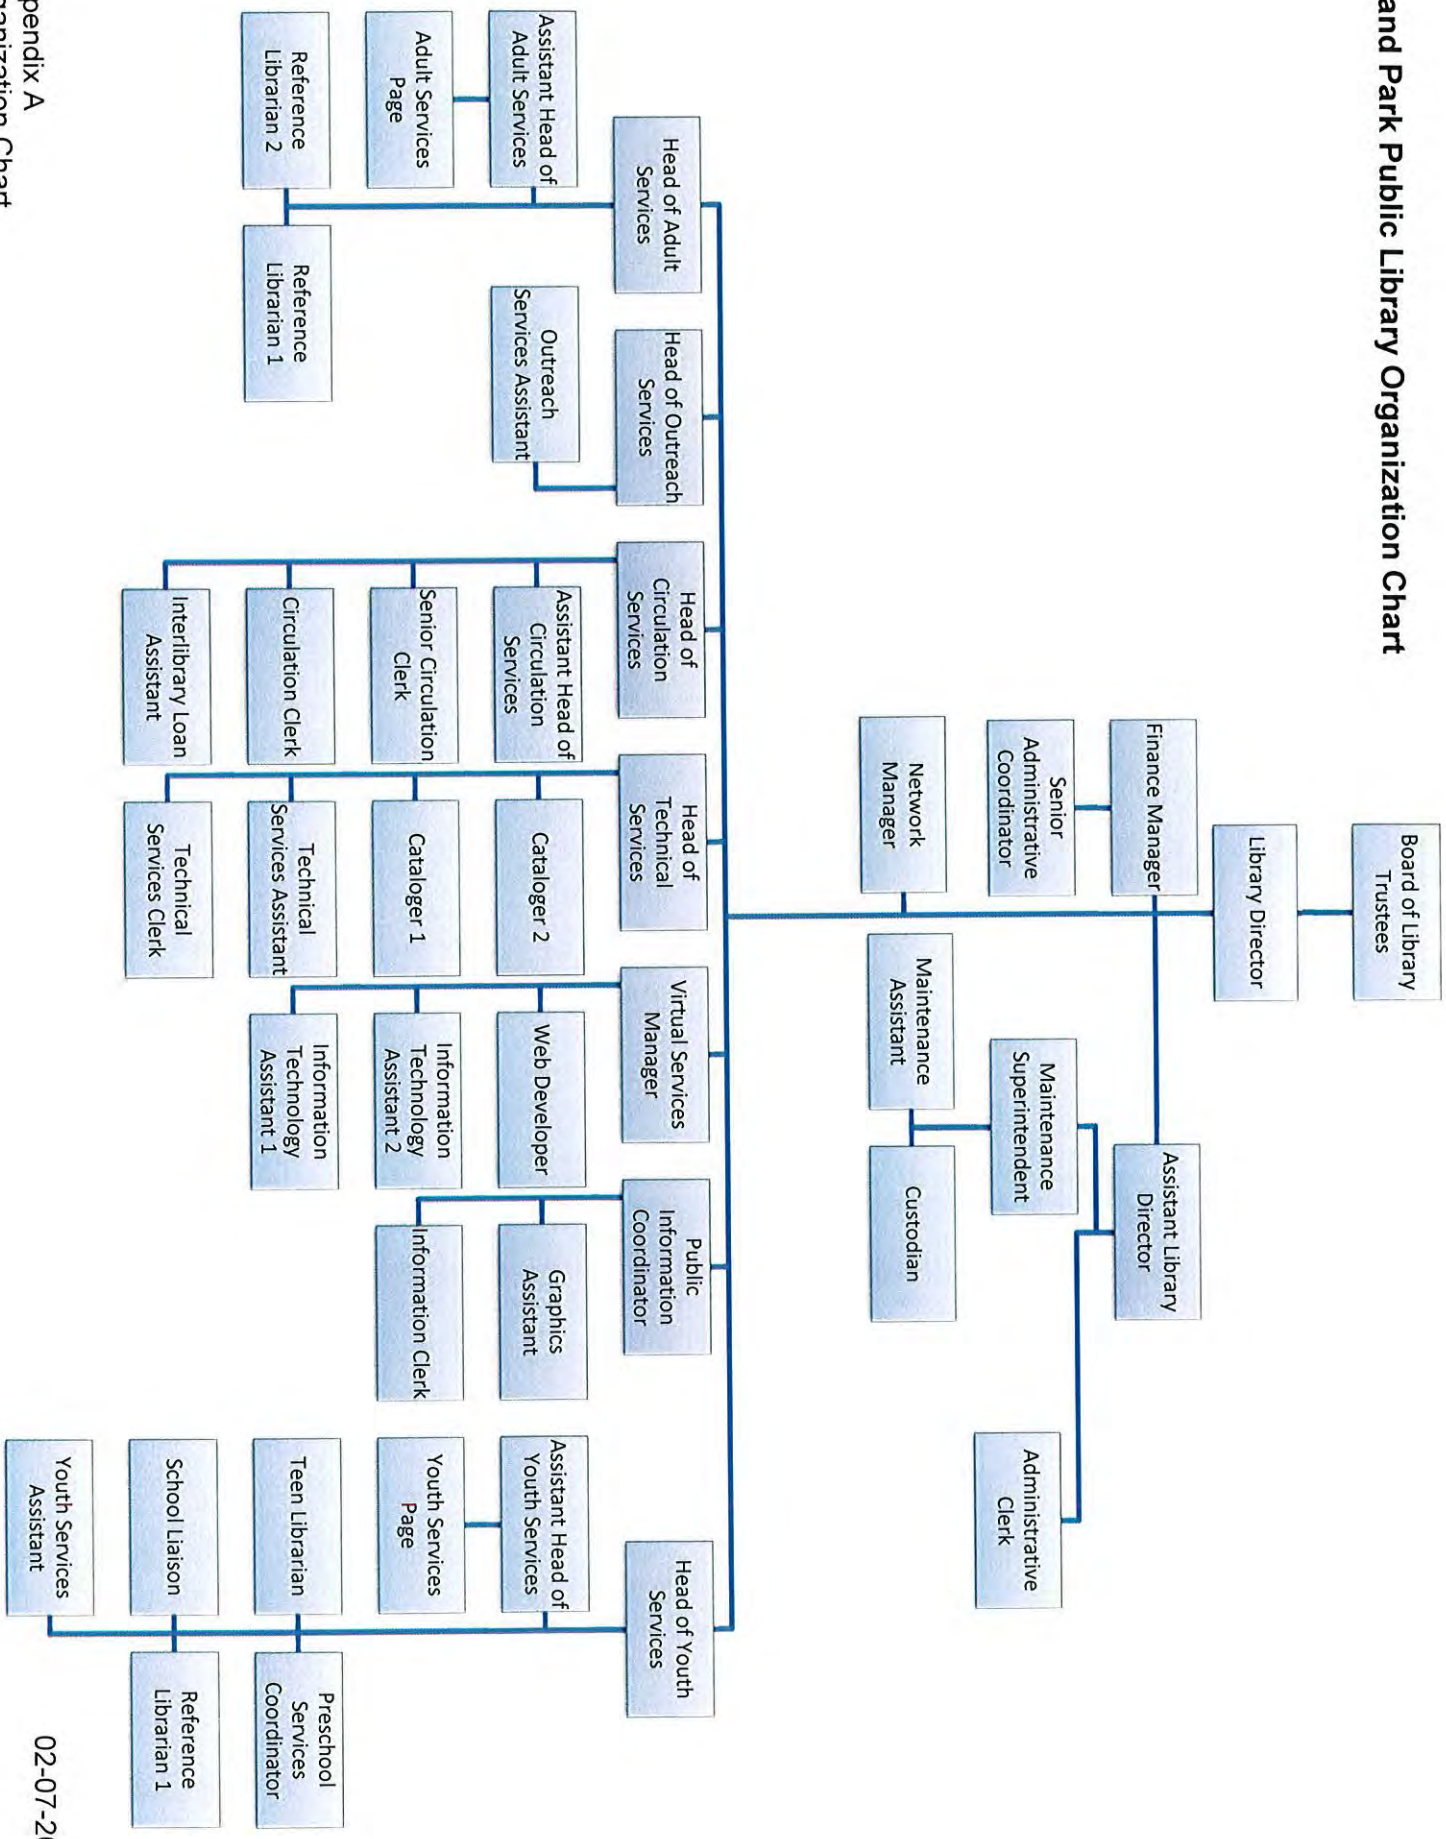 and Park Public Library Organization Chart
Board of Library
Trustees
Library Director
Finance Manager
Assistant Library
Director
Senior
Administrative
Coordinator
Maintenance
Superintendent
Administrative
Clerk
Network
Manager
Maintenance
Assistant
Custodian
Head of Adult
Services
Head of Outreach
Services
Head of
Circulation
Services
Head of
Technical
Services
Virtual Services
Manager
Public
Information
Coordinator
Head of Youth
Services
Assistant Head of
Adult Services
Adult Services
Page
Reference
Librarian 2
Reference
Librarian 1
Outreach
Services Assistant
Assistant Head of
Circulation
Services
Senior Circulation
Clerk
Circulation Clerk
Interlibrary Loan
Assistant
Cataloger 2
Cataloger 1
Technical
Services Assistant
Technical
Services Clerk
Web Developer
Information
Technology
Assistant 2
Information
Technology
Assistant 1
Graphics
Assistant
Information Clerk
Assistant Head of
Youth Services
Youth Services
Page
Teen Librarian
Preschool
Services
Coordinator
School Liaison
Reference
Librarian 1
Youth Services
Assistant
pendix A
ganization Chart
02-07-20